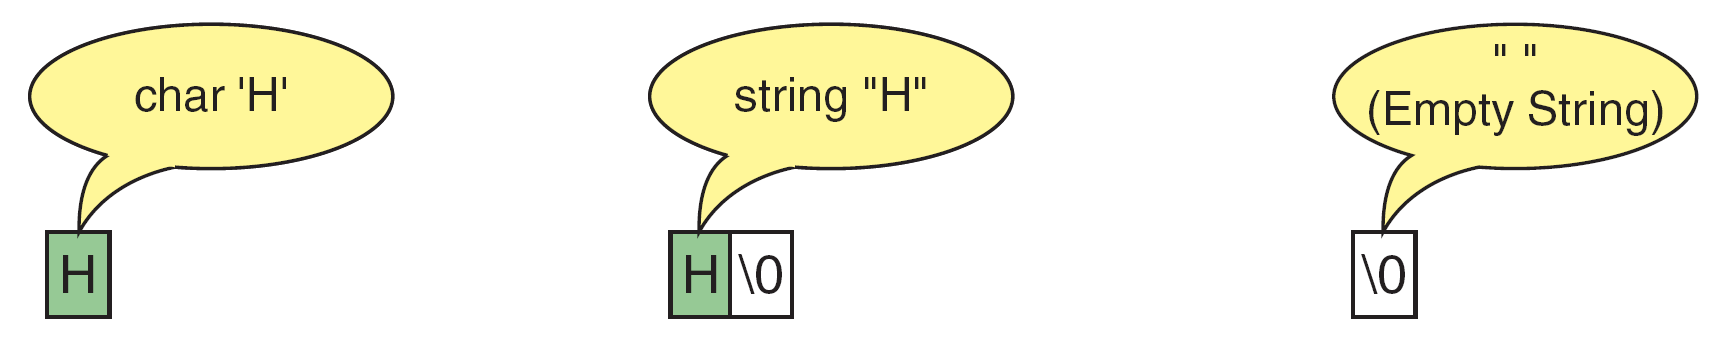 char 'H'
string "H"
" "
(Empty String)
H
H \0
\0